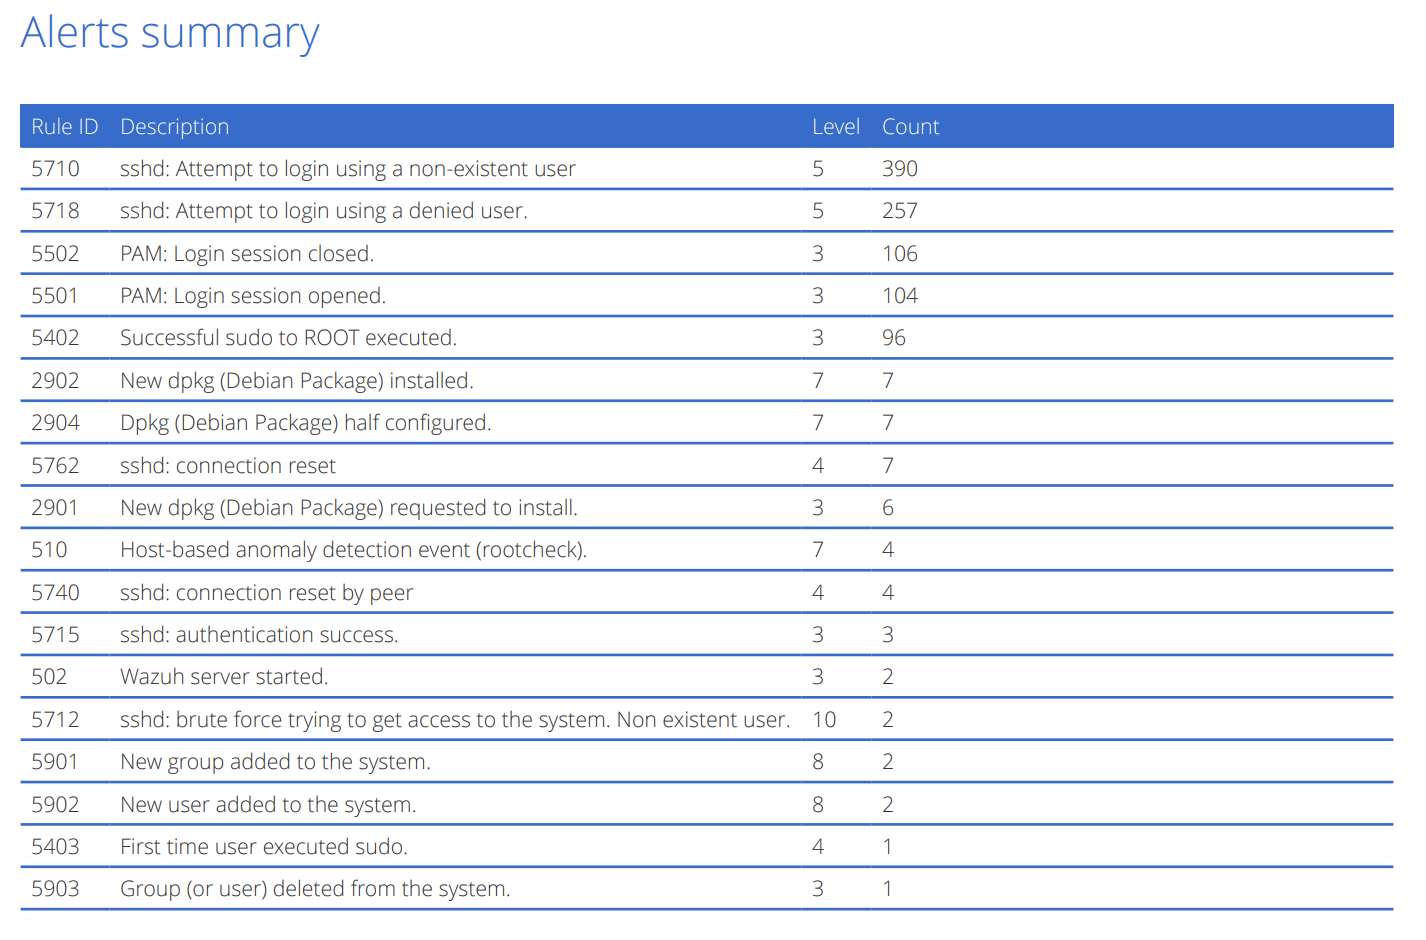 Alerts summary
Rule ID Description Level Count
5710 sshd: Attempt to login using a non-existent user 5 390
5718 sshd: Attempt to login using a denied user. 5 257
5502 PAM: Login session closed. 3 106
5501 PAM: Login session opened. 3 104
5402 Successful sudo to ROOT executed. 3 96
2902 New dpkg (Debian Package) installed. 7 7
2904 Dpkg (Debian Package) half configured. 7 7
5762 sshd: connection reset 4 7
2901 New dpkg (Debian Package) requested to install. 3 6
510 Host-based anomaly detection event (rootcheck). 7 4
5740 sshd: connection reset by peer 4 4
5715 sshd: authentication success. 3 3
502 Wazuh server started. 3 2
5712 sshd: brute force trying to get access to the system. Non existent user. 10 2
5901 New group added to the system. 8 2
5902 New user added to the system. 8 2
5403 First time user executed sudo. 4 1
5903 Group (or user) deleted from the system. 3 1